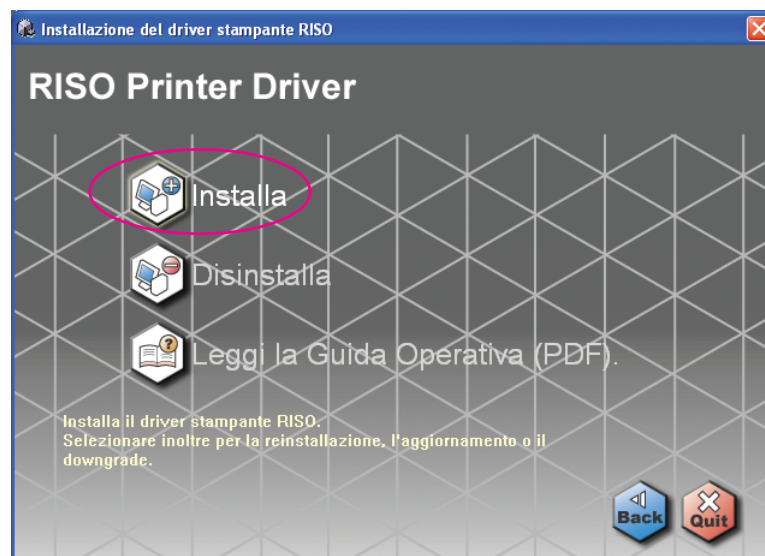 Installazione del driver stampante RISO
RISO Printer Driver
Installa
Disinstalla
?
Leggi la Guida Operativa (PDF).
Installa il driver stampante RISO.
Selezionare inoltre per la reinstallazione, l'aggiornamento o il
downgrade.
Back
Quit